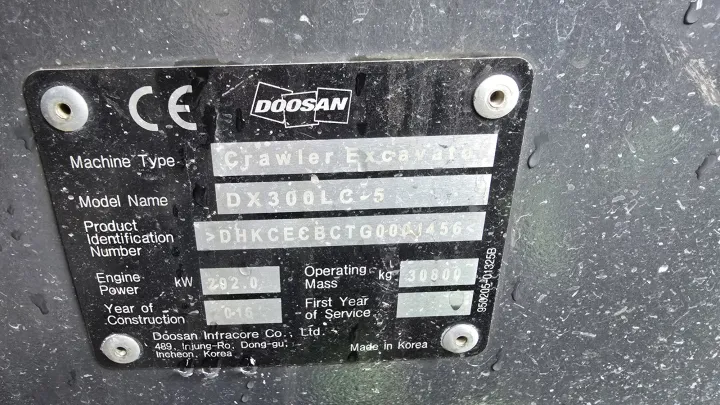 CE
DOOSAN
Machine Type Crawler Excavato
Model Name DX300LC-5
Product Identification Number
Engine Power kW 292.0
Operating Mass kg 30800
Year of Construction
First Year of Service
Doosan Infracore Co., Ltd.
489, Injung-Ro, Dong-gu,
Incheon, Korea
Made in Korea
950205-01325B